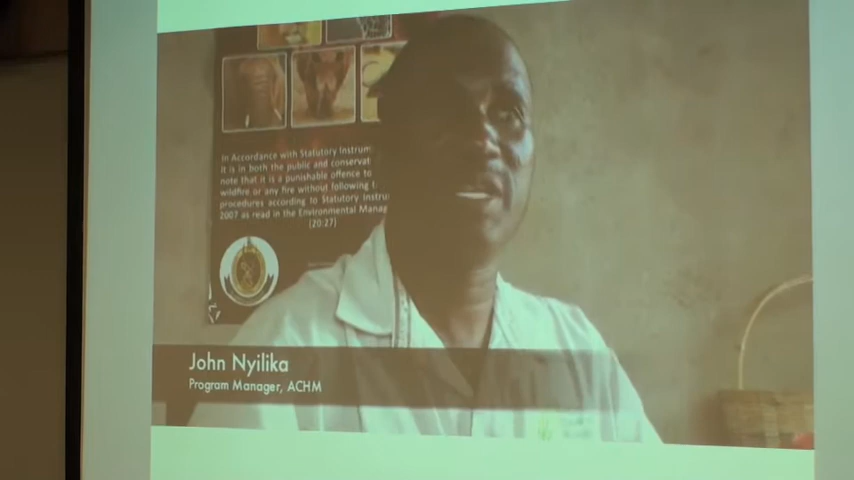 In Accordance with Statutory Instrum
it is in both the public and conservat
note that it is a punishable offence to
wildfire or any fire without following
procedures according to Statutory Instrum
2007 as read in the Environmental Manag
(20:27)
John Nyilika
Program Manager, ACHM